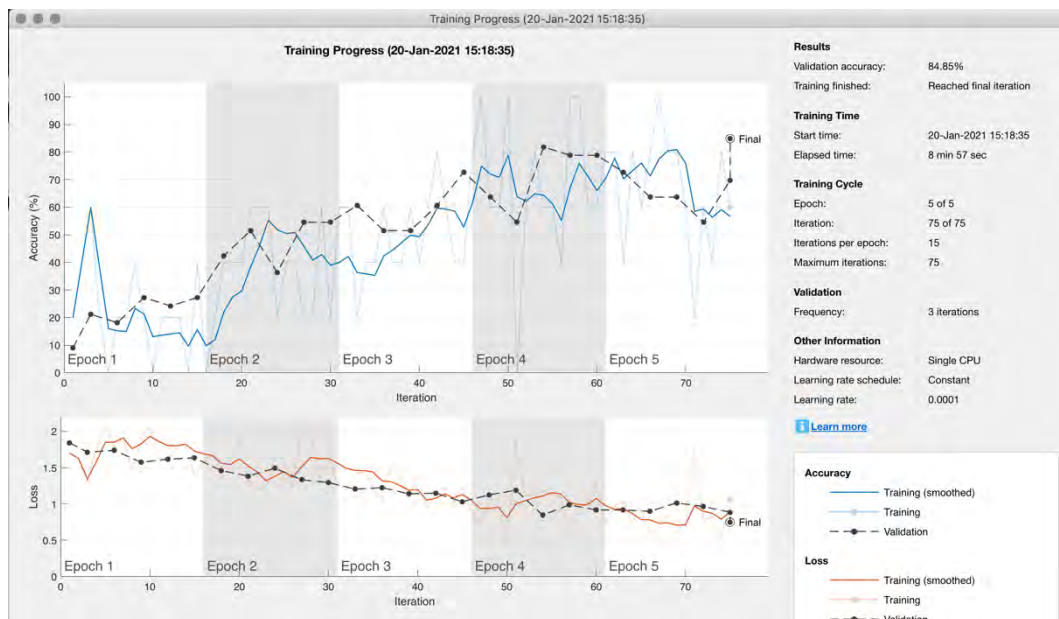 Training Progress (20-Jan-2021 15:18:35)
Training Progress (20-Jan-2021 15:18:35)
100
90
80
70
60
50
40
30
20
10
0
Accuracy (%)
Final
Epoch 1 Epoch 2 Epoch 3 Epoch 4 Epoch 5
0 10 20 30 40 50 60 70
Iteration
2
1.5
1
0.5
0
Loss
Final
Epoch 1 Epoch 2 Epoch 3 Epoch 4 Epoch 5
0 10 20 30 40 50 60 70
Iteration
Results
Validation accuracy: 84.85%
Training finished: Reached final iteration
Training Time
Start time: 20-Jan-2021 15:18:35
Elapsed time: 8 min 57 sec
Training Cycle
Epoch: 5 of 5
Iteration: 75 of 75
Iterations per epoch: 15
Maximum iterations: 75
Validation
Frequency: 3 iterations
Other Information
Hardware resource: Single CPU
Learning rate schedule: Constant
Learning rate: 0.0001
i Learn more
Accuracy
Training (smoothed)
Training
Validation
Loss
Training (smoothed)
Training
Validation